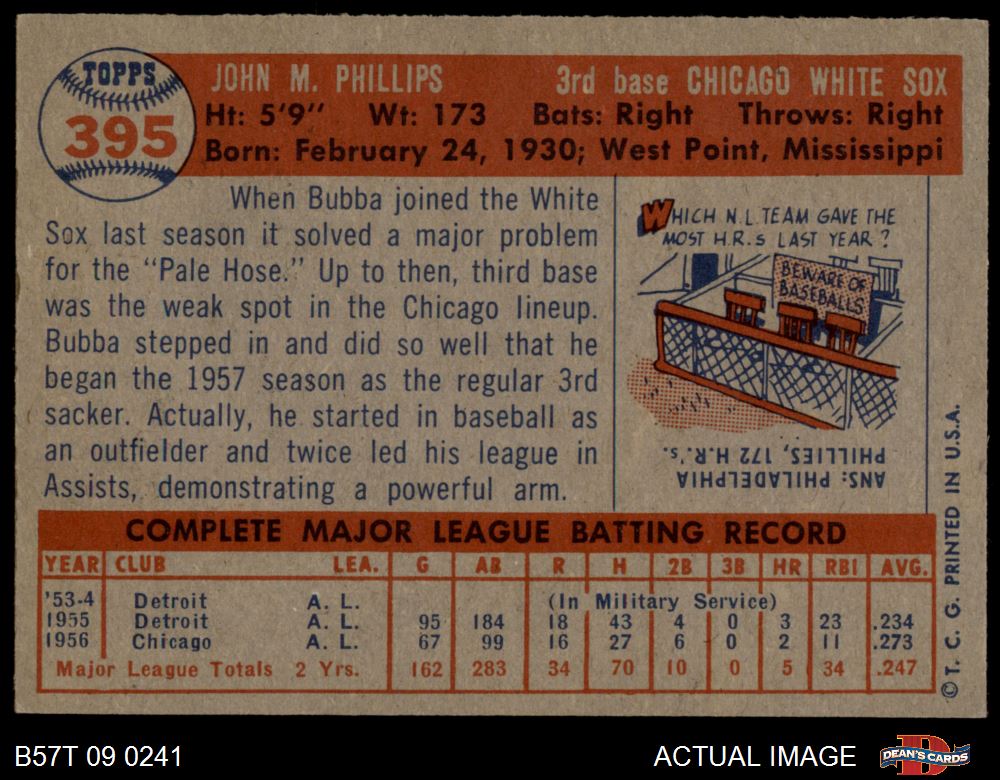 TOPPS
395
JOHN M. PHILLIPS 3rd base CHICAGO WHITE SOX
Ht: 5'9" Wt: 173 Bats: Right Throws: Right
Born: February 24, 1930; West Point, Mississippi
When Bubba joined the White
Sox last season it solved a major problem
for the "Pale Hose." Up to then, third base
was the weak spot in the Chicago lineup.
Bubba stepped in and did so well that he
began the 1957 season as the regular 3rd
sacker. Actually, he started in baseball as
an outfielder and twice led his league in
Assists, demonstrating a powerful arm.
WHICH N.L. TEAM GAVE THE
MOST H.R.s LAST YEAR?
BEWARE OF
BASEBALLS
ANS: PHILADELPHIA
PHILLIES, 172 H.R.'s.
COMPLETE MAJOR LEAGUE BATTING RECORD
YEAR CLUB LEA. G AB R H 2B 3B HR RBI AVG.
'53-4 Detroit A. L. (In Military Service)
1955 Detroit A. L. 95 184 18 43 4 0 3 23 .234
1956 Chicago A. L. 67 99 16 27 6 0 2 11 .273
Major League Totals 2 Yrs. 162 283 34 70 10 0 5 34 .247
© T. C. G. PRINTED IN U.S.A.
B57T 09 0241 ACTUAL IMAGE DEAN'S CARDS